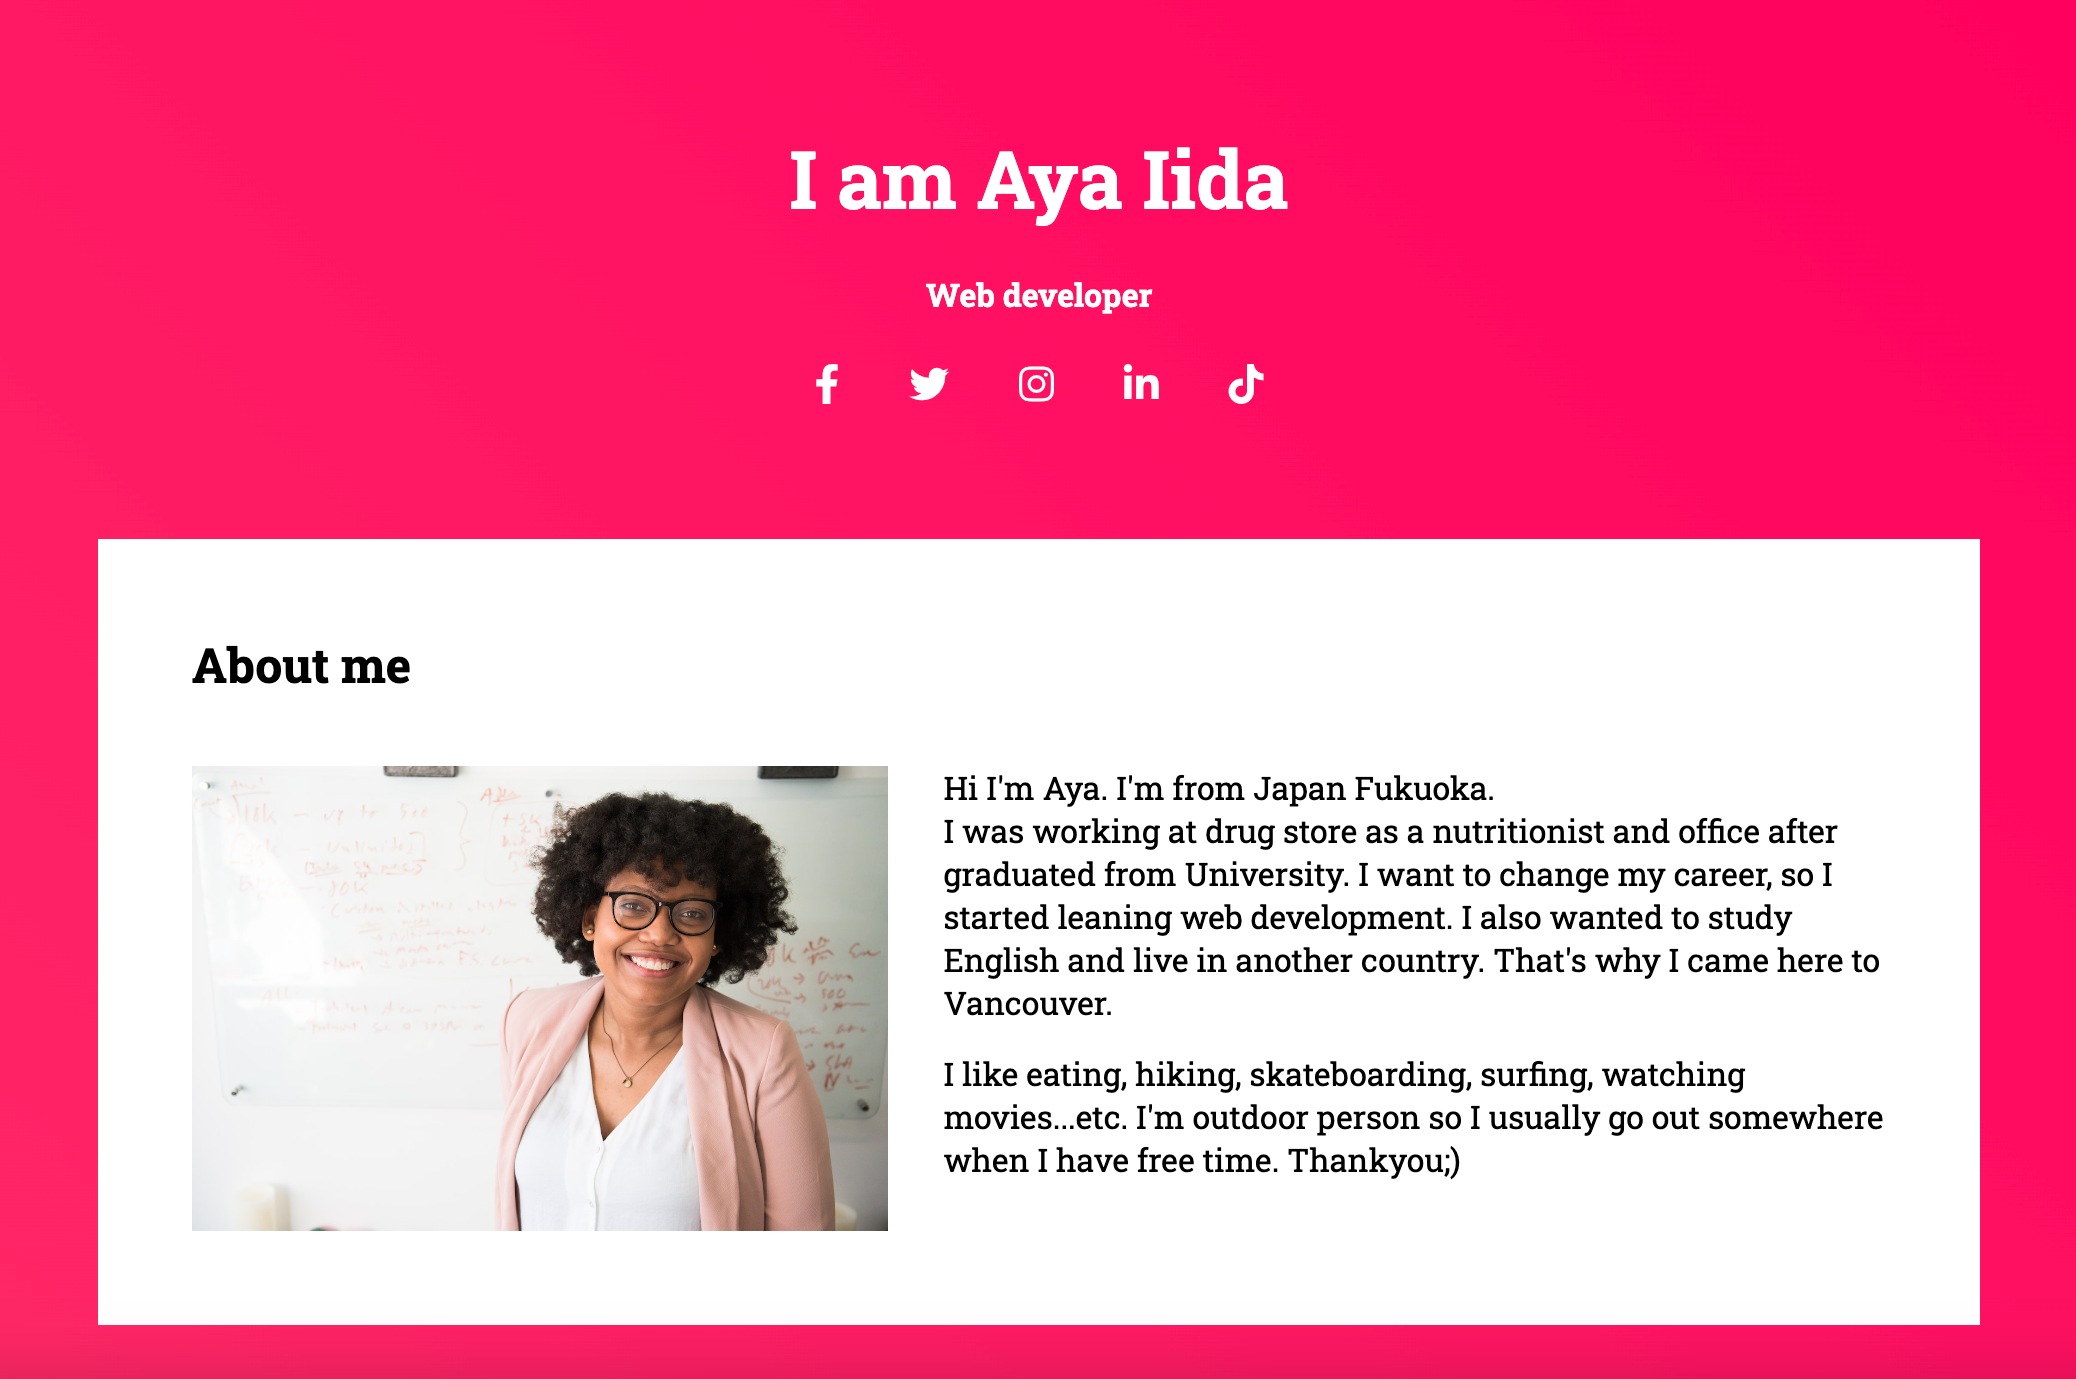 I am Aya Iida
Web developer
About me
Hi I'm Aya. I'm from Japan Fukuoka.
I was working at drug store as a nutritionist and office after
graduated from University. I want to change my career, so I
started leaning web development. I also wanted to study
English and live in another country. That's why I came here to
Vancouver.
I like eating, hiking, skateboarding, surfing, watching
movies...etc. I'm outdoor person so I usually go out somewhere
when I have free time. Thankyou;)